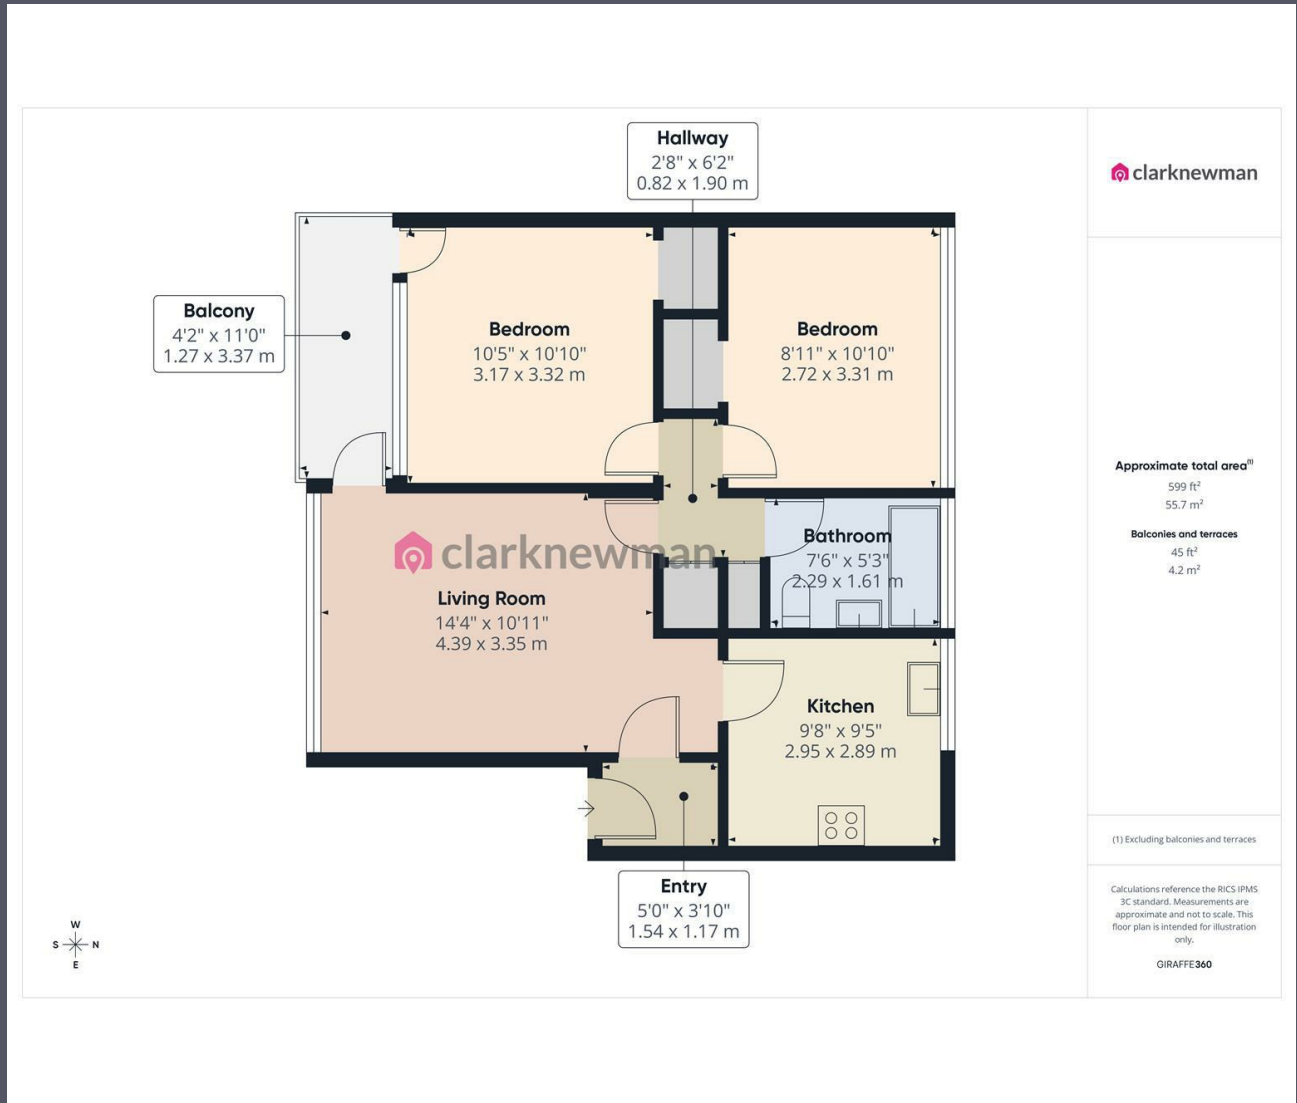 Hallway
2'8" x 6'2"
0.82 x 1.90 m
clarknewman
Balcony
4'2" x 11'0"
1.27 x 3.37 m
Bedroom
10'5" x 10'10"
3.17 x 3.32 m
Bedroom
8'11" x 10'10"
2.72 x 3.31 m
clarknewman
Living Room
14'4" x 10'11"
4.39 x 3.35 m
Bathroom
7'6" x 5'3"
2.29 x 1.61 m
Kitchen
9'8" x 9'5"
2.95 x 2.89 m
Entry
5'0" x 3'10"
1.54 x 1.17 m
W
S N
E
Approximate total area(1)
599 ft²
55.7 m²
Balconies and terraces
45 ft²
4.2 m²
(1) Excluding balconies and terraces
Calculations reference the RICS IPMS
3C standard. Measurements are
approximate and not to scale. This
floor plan is intended for illustration
only.
GIRAFFE360